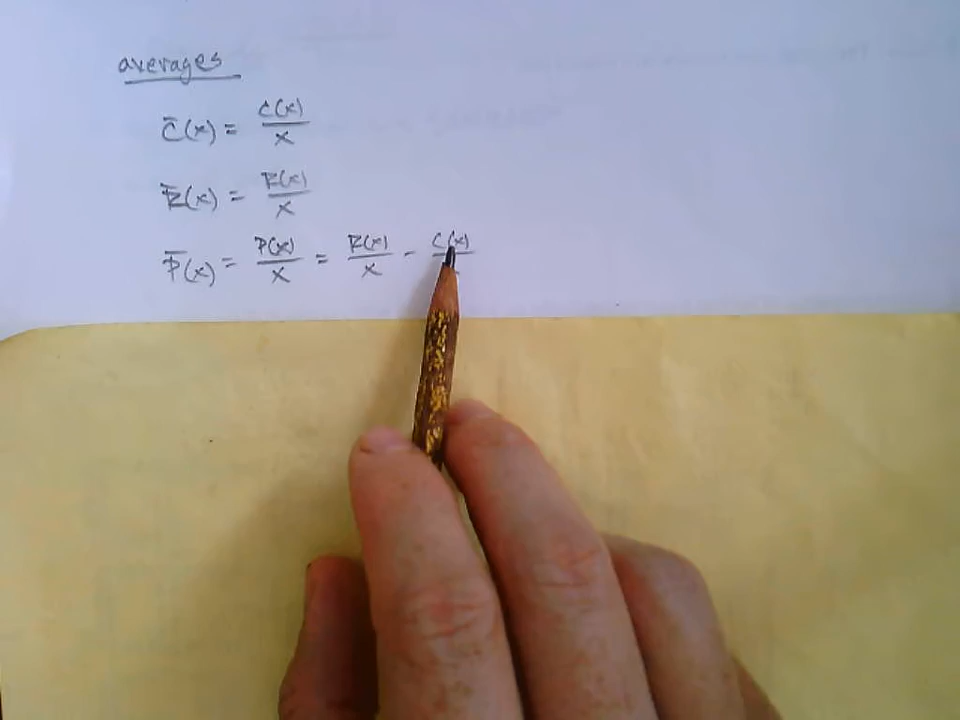 averages
C̅(x) = C(x)/x
R̅(x) = R(x)/x
P̅(x) = P(x)/x = R(x)/x - C(x)